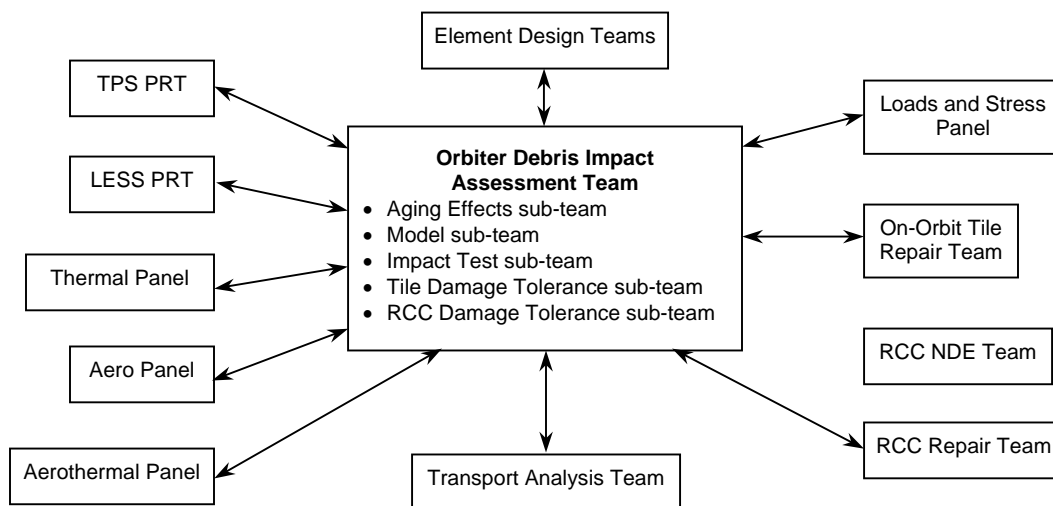 Element Design Teams
TPS PRT
Loads and Stress
Panel
Orbiter Debris Impact
Assessment Team
• Aging Effects sub-team
• Model sub-team
• Impact Test sub-team
• Tile Damage Tolerance sub-team
• RCC Damage Tolerance sub-team
LESS PRT
On-Orbit Tile
Repair Team
Thermal Panel
RCC NDE Team
Aero Panel
RCC Repair Team
Aerothermal Panel
Transport Analysis Team